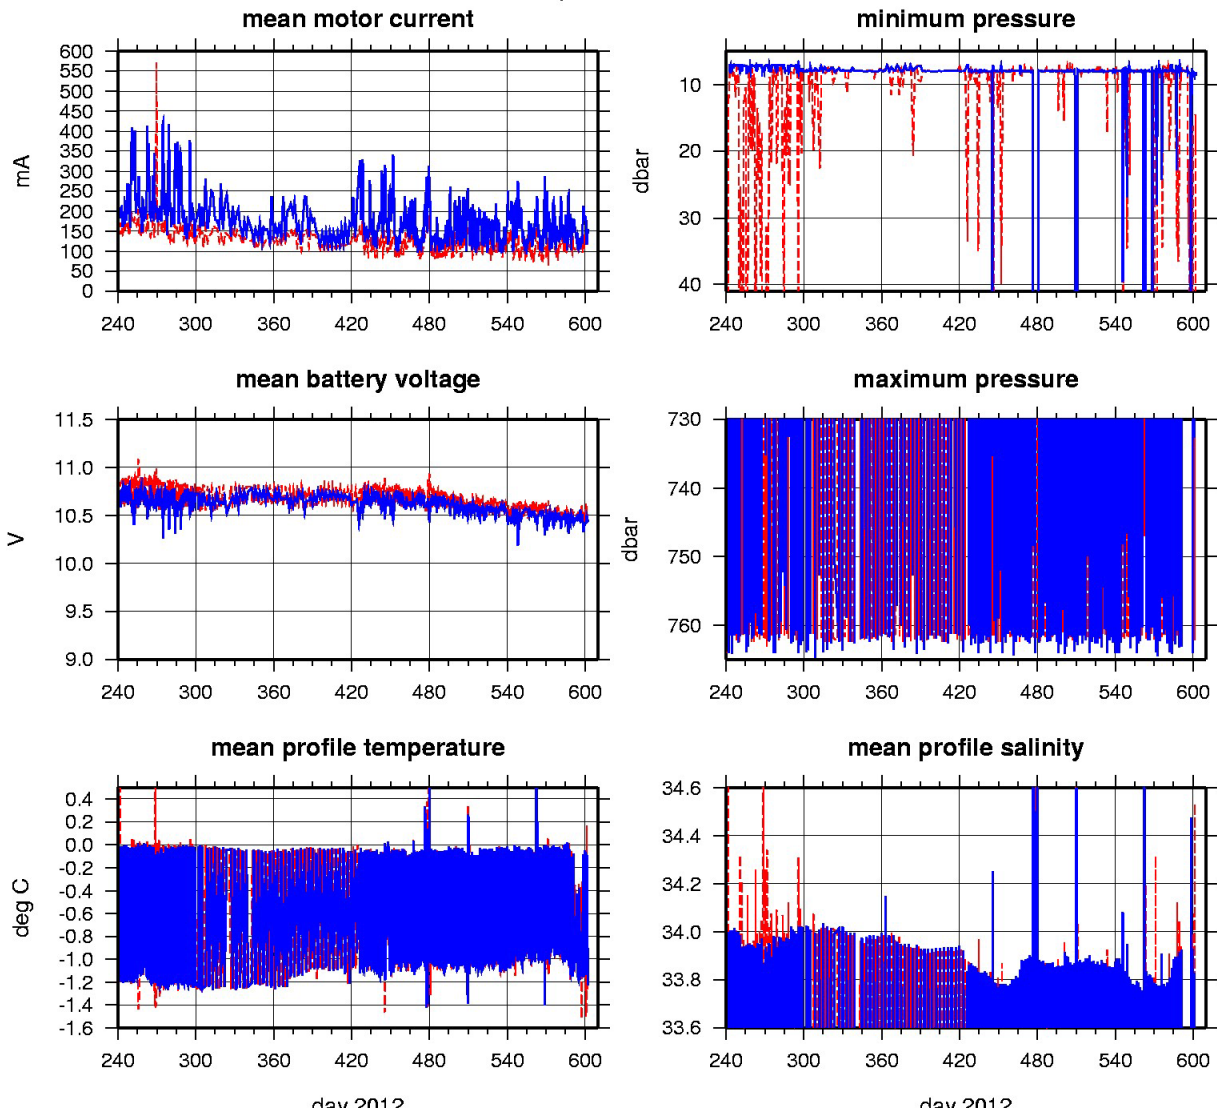 mean motor current
600
550
500
450
400
350
300
250
200
150
100
50
0
mA
240 300 360 420 480 540 600
minimum pressure
10
20
30
40
dbar
240 300 360 420 480 540 600
mean battery voltage
11.5
11.0
10.5
10.0
9.5
9.0
V
240 300 360 420 480 540 600
maximum pressure
730
740
750
760
dbar
240 300 360 420 480 540 600
mean profile temperature
0.4
0.2
0.0
-0.2
-0.4
-0.6
-0.8
-1.0
-1.2
-1.4
-1.6
deg C
240 300 360 420 480 540 600
day 2012
mean profile salinity
34.6
34.4
34.2
34.0
33.8
33.6
240 300 360 420 480 540 600
day 2012